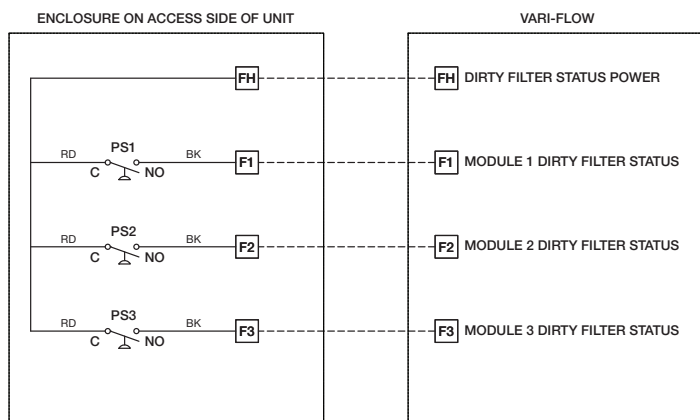 ENCLOSURE ON ACCESS SIDE OF UNIT
VARI-FLOW
FH
FH DIRTY FILTER STATUS POWER
RD PS1 BK
C NO
F1
F1 MODULE 1 DIRTY FILTER STATUS
RD PS2 BK
C NO
F2
F2 MODULE 2 DIRTY FILTER STATUS
RD PS3 BK
C NO
F3
F3 MODULE 3 DIRTY FILTER STATUS